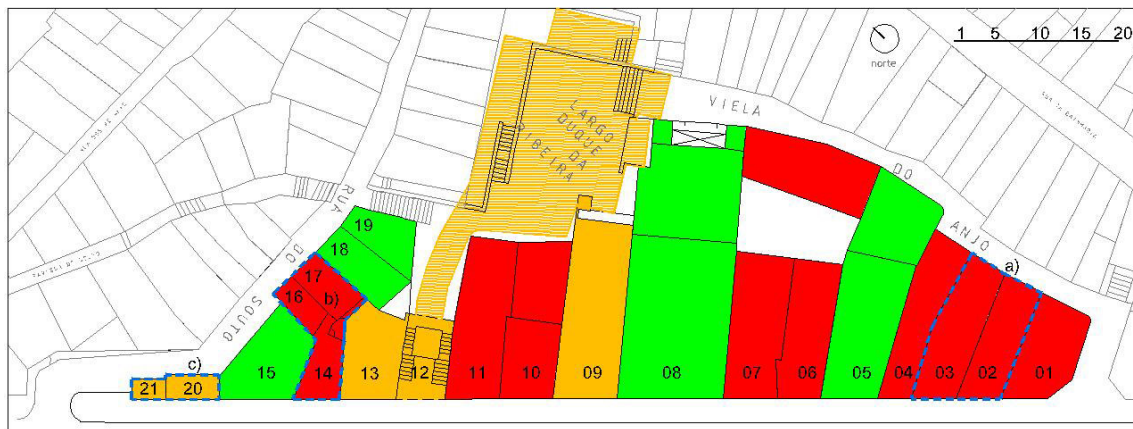 1 5 10 15 20
norte
VIELA
DO
ANJO
a)
LARGO
DUQUE
DA
RIBEIRA
RUA
DO
SOUTO
19
18
17
16
b)
c)
21
20
15
14
13
12
11
10
09
08
07
06
05
04
03
02
01